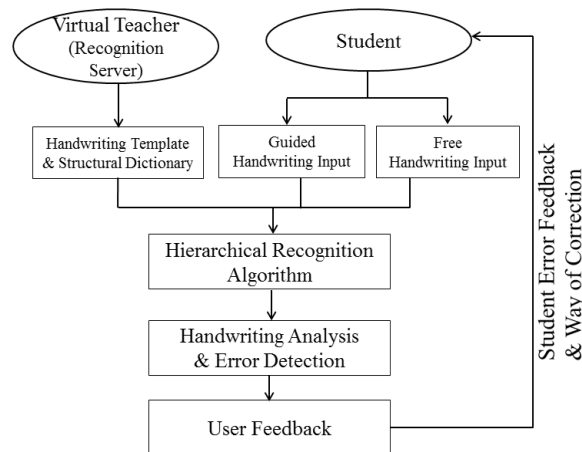 Virtual Teacher
(Recognition
Server)
Student
Handwriting Template
& Structural Dictionary
Guided
Handwriting Input
Free
Handwriting Input
Hierarchical Recognition
Algorithm
Handwriting Analysis
& Error Detection
User Feedback
Student Error Feedback
& Way of Correction